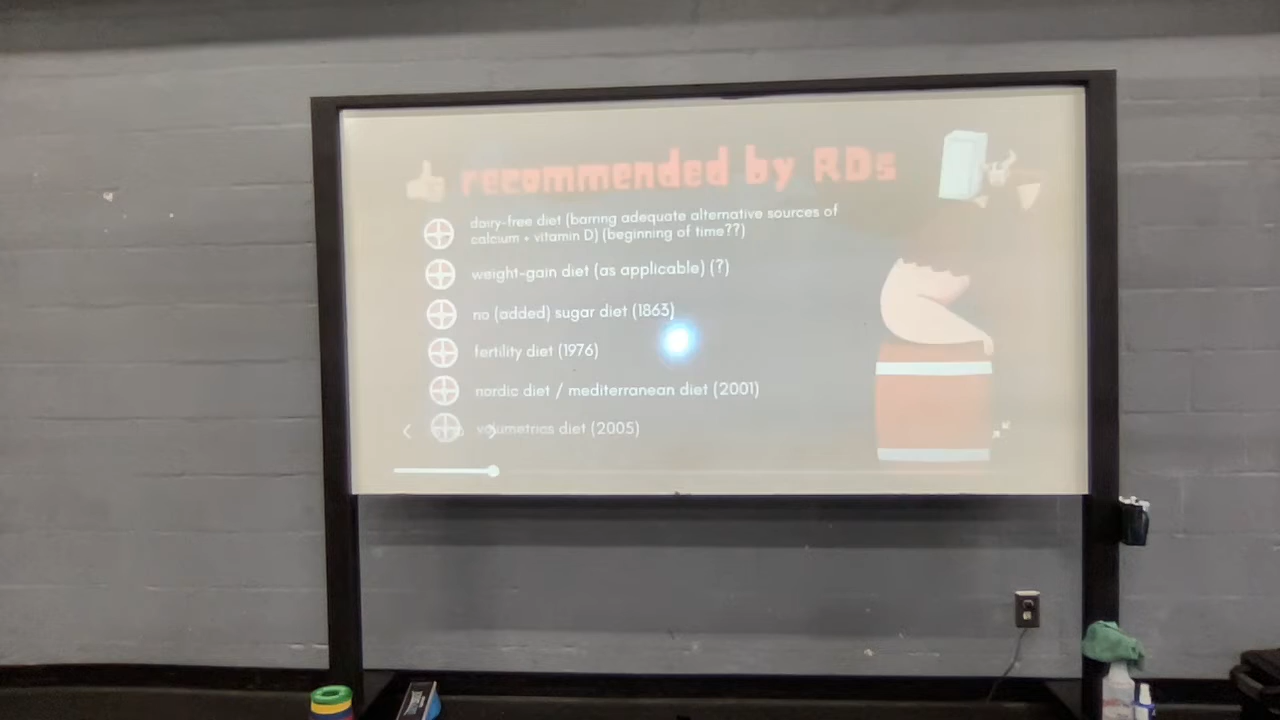 recommended by RDs
dairy-free diet (barring adequate alternative sources of
calcium + vitamin D) (beginning of time??)
weight-gain diet (as applicable) (?)
no (added) sugar diet (1863)
fertility diet (1976)
nordic diet / mediterranean diet (2001)
volumetrics diet (2005)